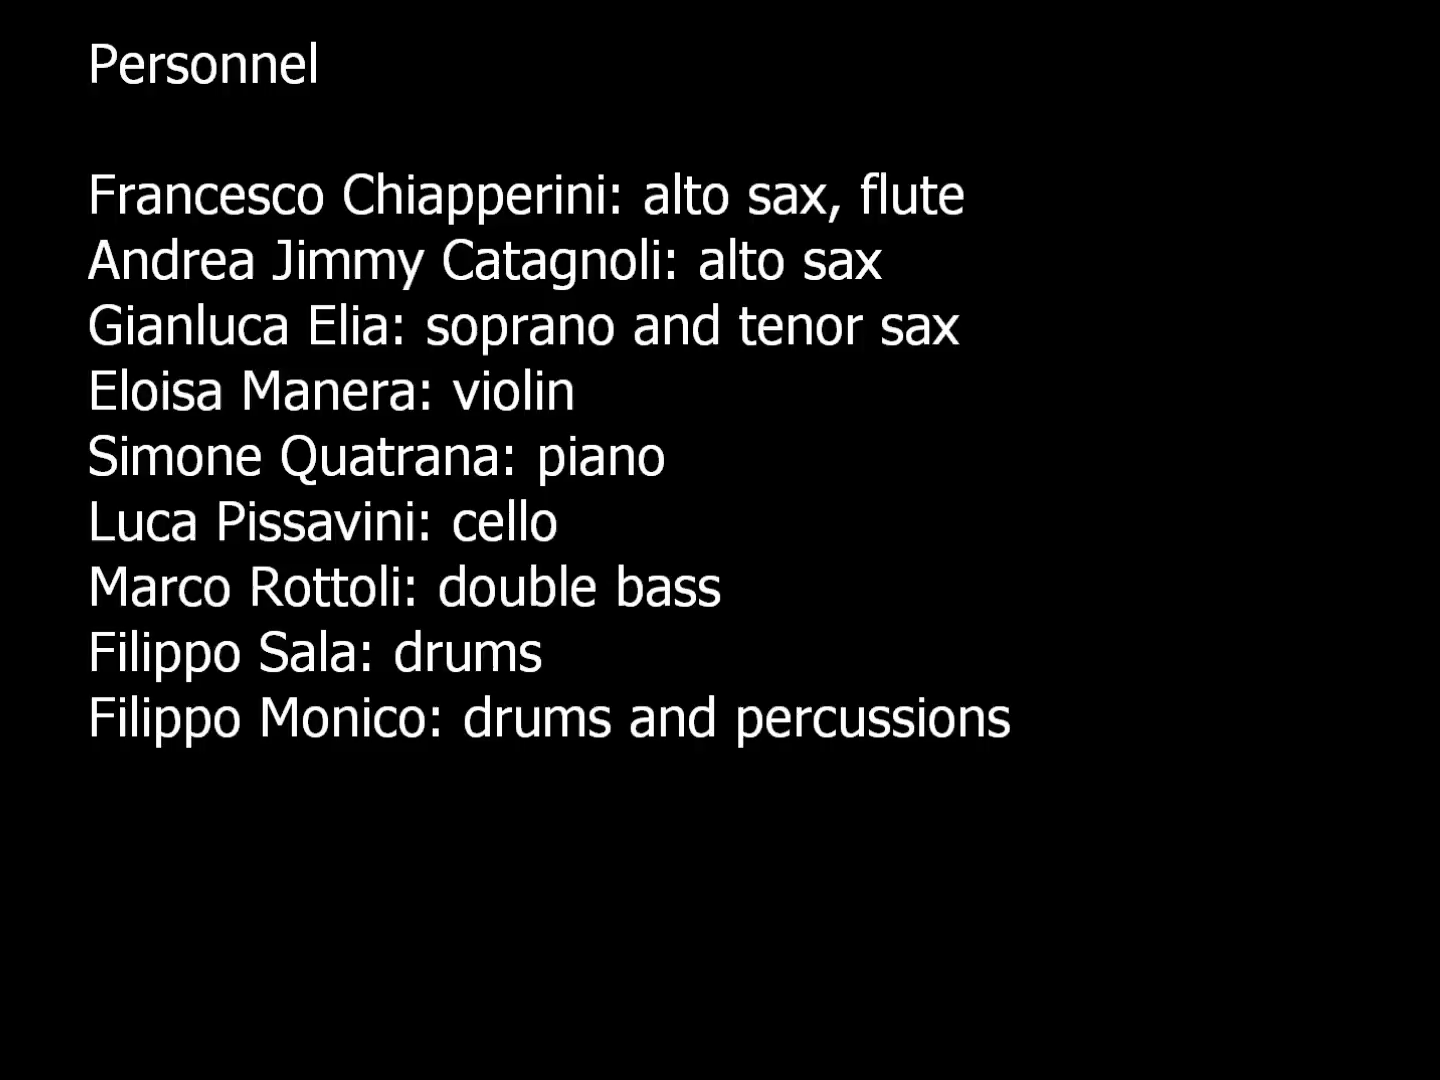 Personnel
Francesco Chiapperini: alto sax, flute
Andrea Jimmy Catagnoli: alto sax
Gianluca Elia: soprano and tenor sax
Eloisa Manera: violin
Simone Quatrana: piano
Luca Pissavini: cello
Marco Rottoli: double bass
Filippo Sala: drums
Filippo Monico: drums and percussions